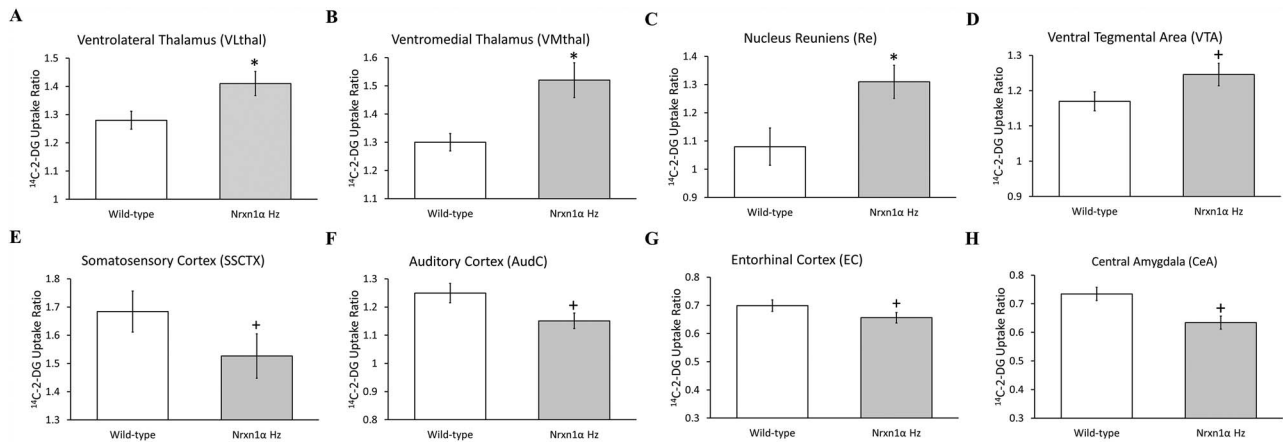 A
Ventrolateral Thalamus (VLthal)
¹⁴C-2-DG Uptake Ratio
1.5
1.4
1.3
1.2
1.1
1
*
Wild-type
Nrxn1α Hz
B
Ventromedial Thalamus (VMthal)
¹⁴C-2-DG Uptake Ratio
1.6
1.5
1.4
1.3
1.2
1.1
*
Wild-type
Nrxn1α Hz
C
Nucleus Reuniens (Re)
¹⁴C-2-DG Uptake Ratio
1.4
1.3
1.2
1.1
1
0.9
*
Wild-type
Nrxn1α Hz
D
Ventral Tegmental Area (VTA)
¹⁴C-2-DG Uptake Ratio
1.3
1.2
1.1
1
0.9
+
Wild-type
Nrxn1α Hz
E
Somatosensory Cortex (SSCTX)
¹⁴C-2-DG Uptake Ratio
1.8
1.7
1.6
1.5
1.4
1.3
+
Wild-type
Nrxn1α Hz
F
Auditory Cortex (AudC)
¹⁴C-2-DG Uptake Ratio
1.3
1.2
1.1
1
0.9
0.8
+
Wild-type
Nrxn1α Hz
G
Entorhinal Cortex (EC)
¹⁴C-2-DG Uptake Ratio
0.8
0.7
0.6
0.5
0.4
0.3
+
Wild-type
Nrxn1α Hz
H
Central Amygdala (CeA)
¹⁴C-2-DG Uptake Ratio
0.8
0.7
0.6
0.5
0.4
0.3
+
Wild-type
Nrxn1α Hz